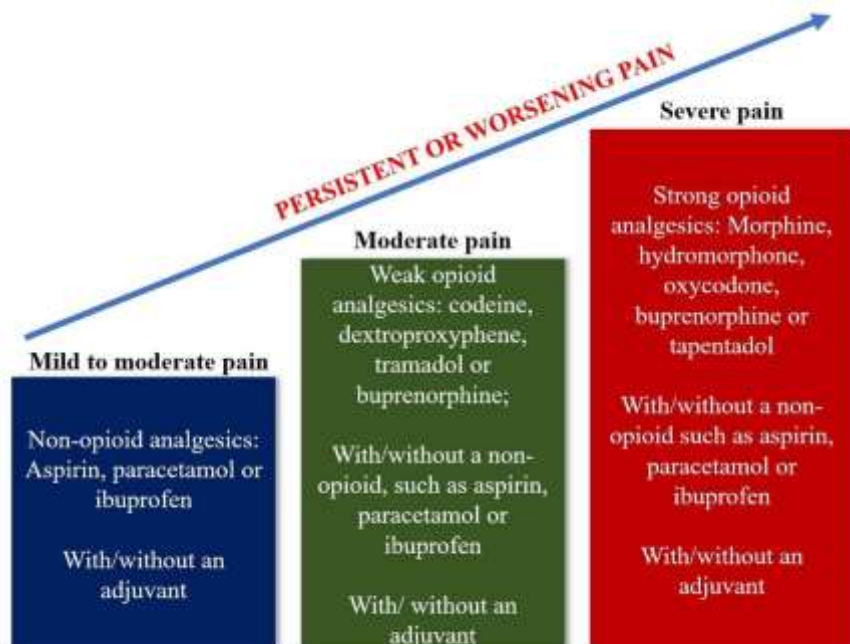 PERSISTENT OR WORSENING PAIN
Mild to moderate pain
Non-opioid analgesics:
Aspirin, paracetamol or
ibuprofen
With/without an
adjuvant
Moderate pain
Weak opioid
analgesics: codeine,
dextroproxyphene,
tramadol or
buprenorphine;
With/without a non-
opioid, such as aspirin,
paracetamol or
ibuprofen
With/ without an
adjuvant
Severe pain
Strong opioid
analgesics: Morphine,
hydromorphone,
oxycodone,
buprenorphine or
tapentadol
With/without a non-
opioid such as aspirin,
paracetamol or
ibuprofen
With/without an
adjuvant